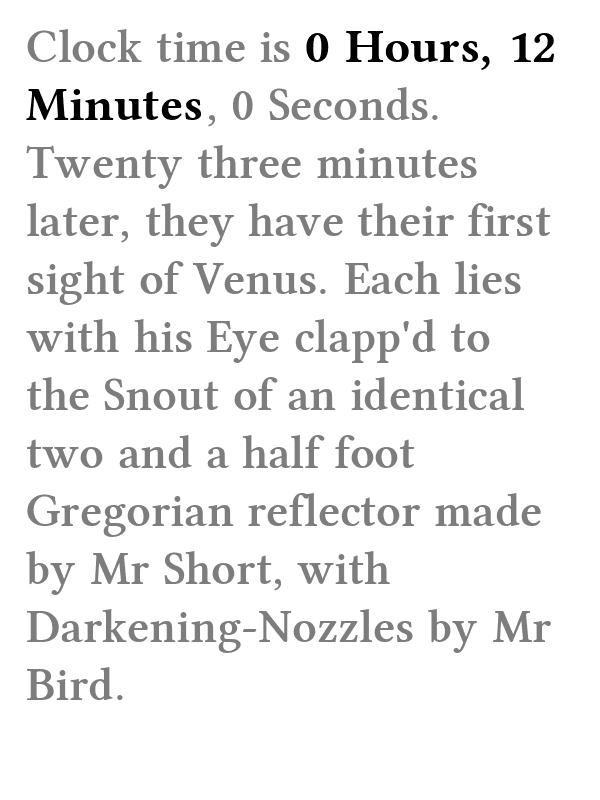 Clock time is 0 Hours, 12
Minutes, 0 Seconds.
Twenty three minutes
later, they have their first
sight of Venus. Each lies
with his Eye clapp'd to
the Snout of an identical
two and a half foot
Gregorian reflector made
by Mr Short, with
Darkening-Nozzles by Mr
Bird.